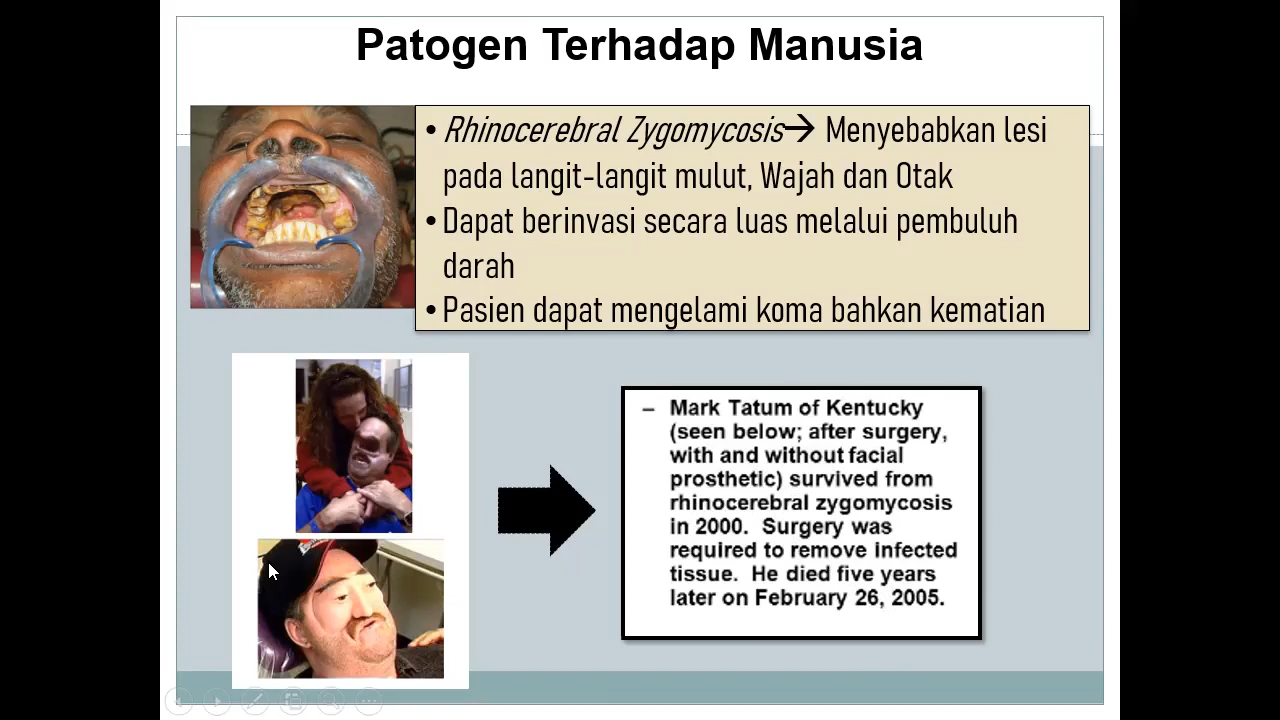 Patogen Terhadap Manusia
• Rhinocerebral Zygomycosis→ Menyebabkan lesi
pada langit-langit mulut, Wajah dan Otak
• Dapat berinvasi secara luas melalui pembuluh
darah
• Pasien dapat mengelami koma bahkan kematian
– Mark Tatum of Kentucky
(seen below; after surgery,
with and without facial
prosthetic) survived from
rhinocerebral zygomycosis
in 2000. Surgery was
required to remove infected
tissue. He died five years
later on February 26, 2005.